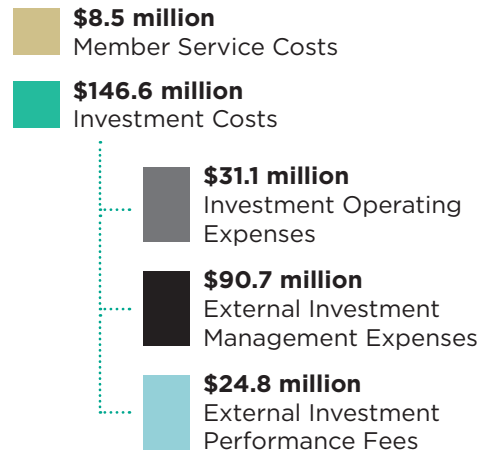 $8.5 million
Member Service Costs
$146.6 million
Investment Costs
$31.1 million
Investment Operating
Expenses
$90.7 million
External Investment
Management Expenses
$24.8 million
External Investment
Performance Fees